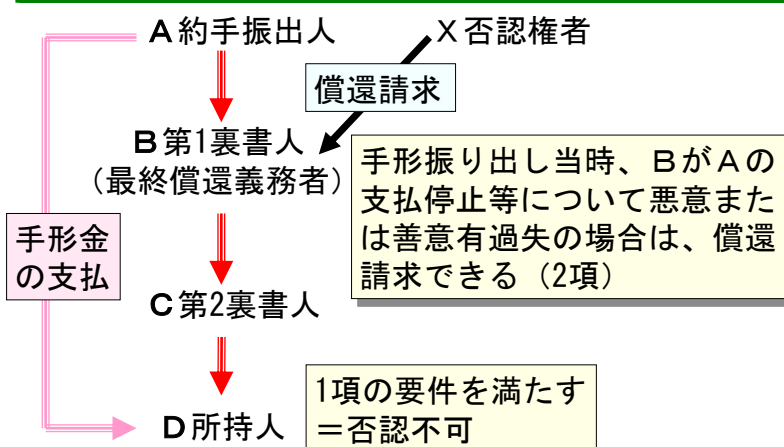 A約手振出人
X否認権者
償還請求
B第1裏書人
(最終償還義務者)
手形振り出し当時、BがAの
支払停止等について悪意また
は善意有過失の場合は、償還
請求できる(2項)
手形金
の支払
C第2裏書人
D所持人
1項の要件を満たす
=否認不可